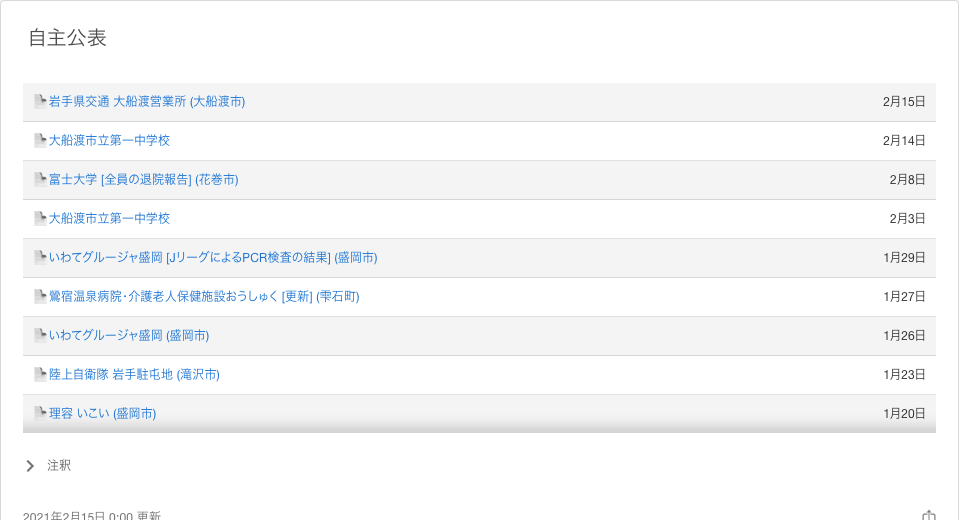 自主公表
岩手県交通 大船渡営業所 (大船渡市) 2月15日
大船渡市立第一中学校 2月14日
富士大学 [全員の退院報告] (花巻市) 2月8日
大船渡市立第一中学校 2月3日
いわてグルージャ盛岡 [JリーグによるPCR検査の結果] (盛岡市) 1月29日
鶯宿温泉病院･介護老人保健施設おうしゅく [更新] (雫石町) 1月27日
いわてグルージャ盛岡 (盛岡市) 1月26日
陸上自衛隊 岩手駐屯地 (滝沢市) 1月23日
理容 いこい (盛岡市) 1月20日
注釈
2021年2月15日 0:00 更新